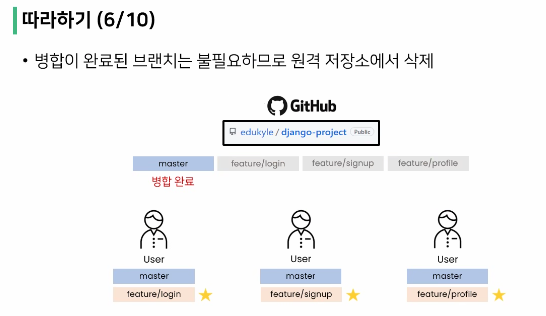 따라하기 (6/10)
• 병합이 완료된 브랜치는 불필요하므로 원격 저장소에서 삭제
GitHub
edukyle / django-project Public
master feature/login feature/signup feature/profile
병합 완료
User User User
master master master
feature/login feature/signup feature/profile